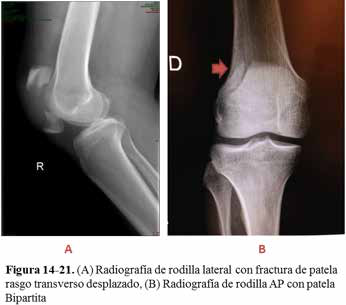 D
R
A
B
Figura 14-21. (A) Radiografía de rodilla lateral con fractura de patela
rasgo transverso desplazado, (B) Radiografía de rodilla AP con patela
Bipartita